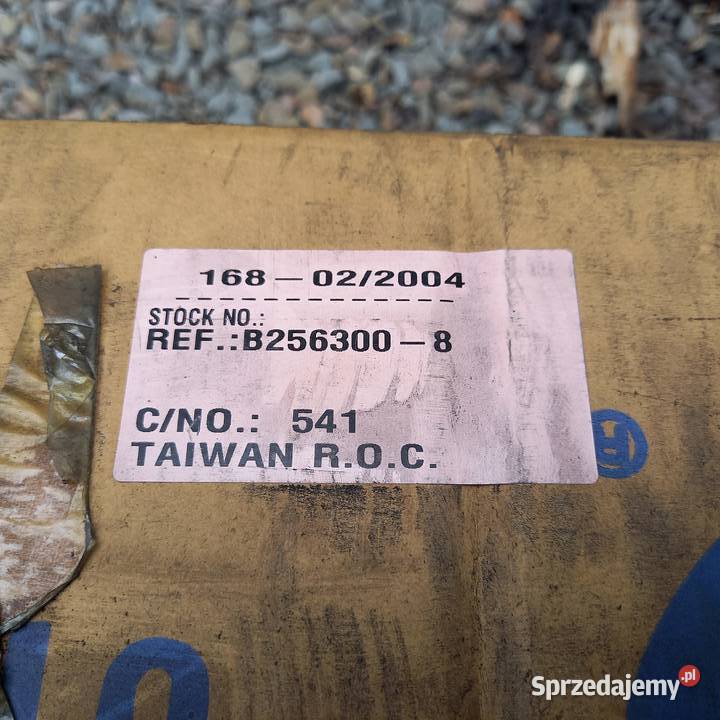 168-02/2004
STOCK NO.:
REF.:B256300-8
C/NO.: 541
TAIWAN R.O.C.
Sprzedajemy.pl